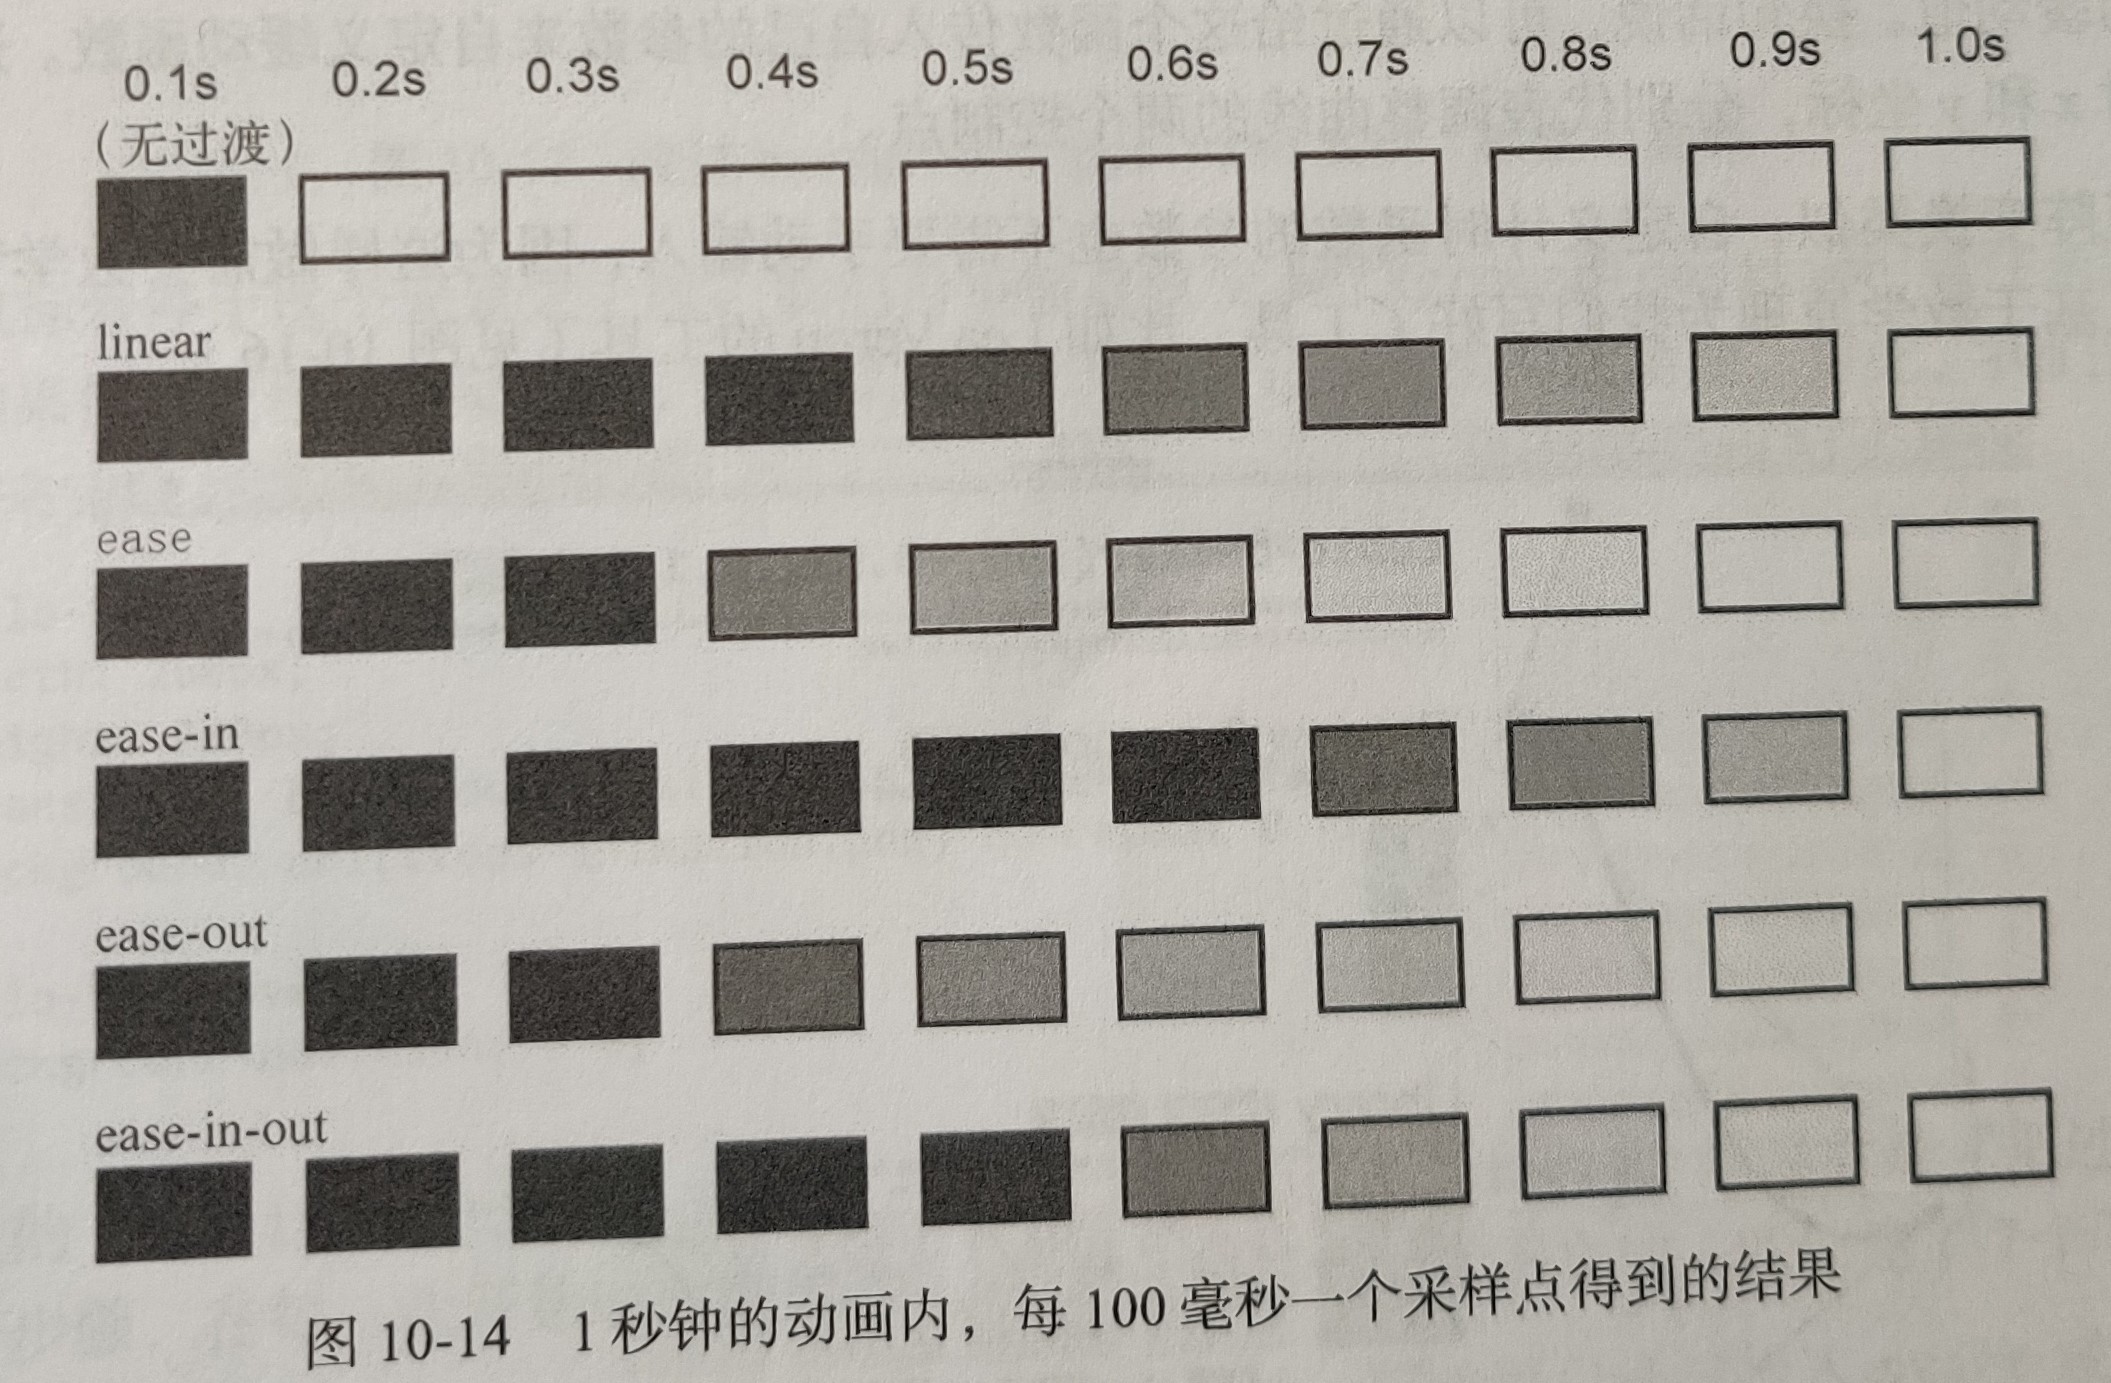 0.1s 0.2s 0.3s 0.4s 0.5s 0.6s 0.7s 0.8s 0.9s 1.0s
（无过渡）
linear
ease
ease-in
ease-out
ease-in-out
图 10-14 1 秒钟的动画内，每 100 毫秒一个采样点得到的结果